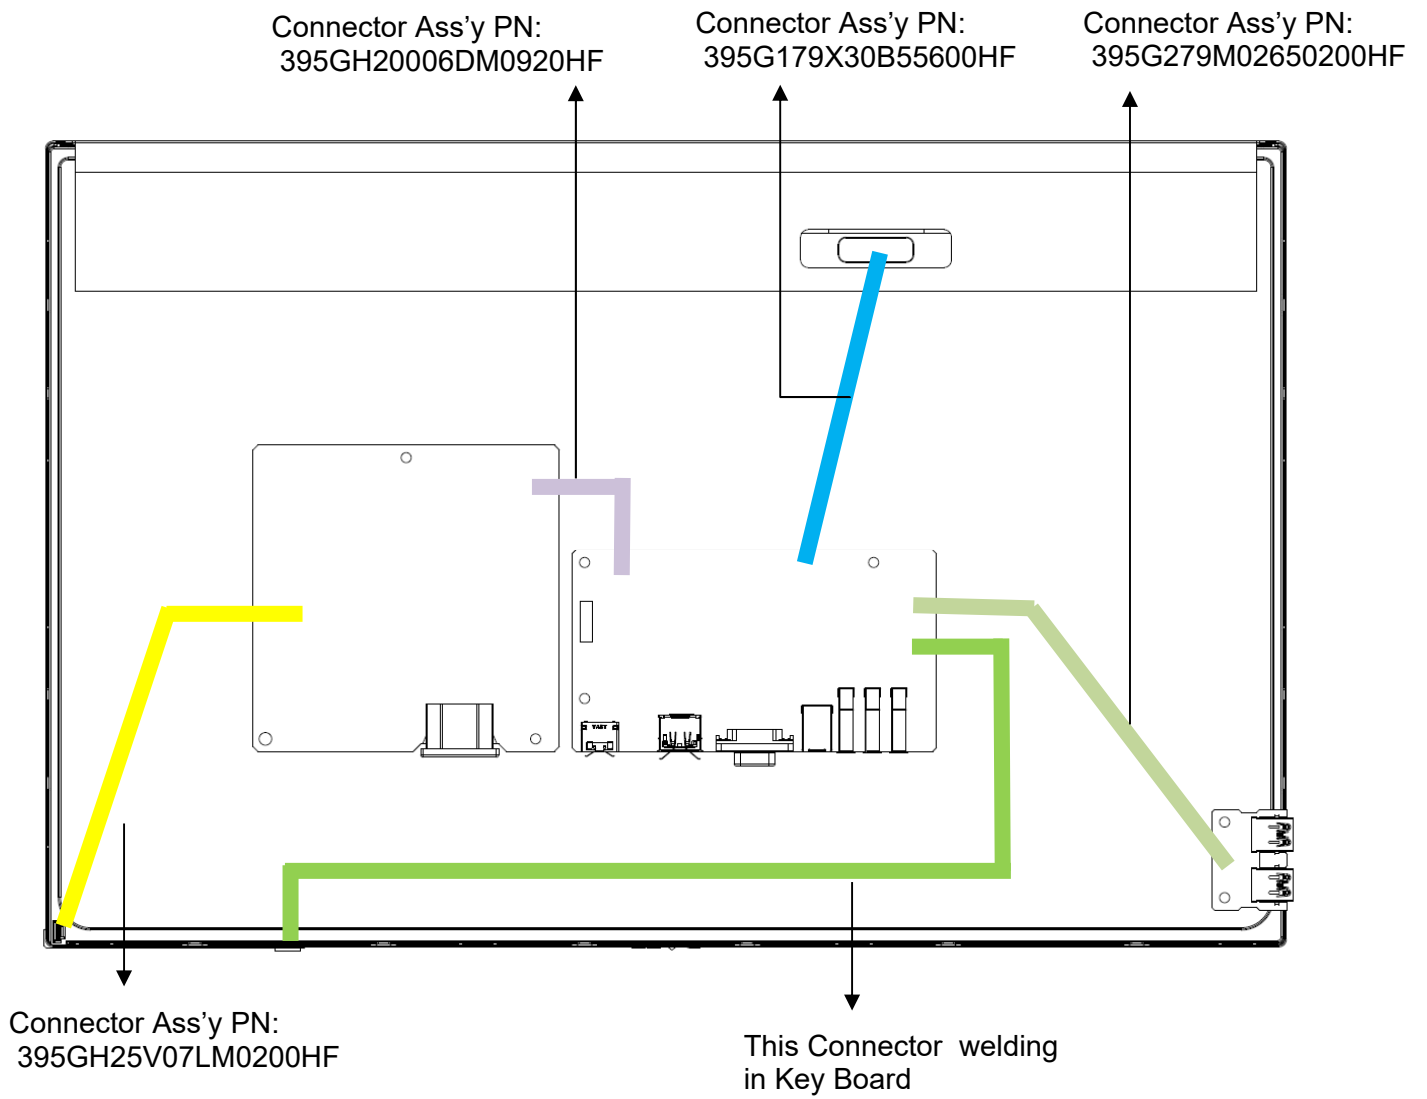 Connector Ass’y PN:
395GH20006DM0920HF
Connector Ass’y PN:
395G179X30B55600HF
Connector Ass’y PN:
395G279M02650200HF
Connector Ass’y PN:
395GH25V07LM0200HF
This Connector welding
in Key Board